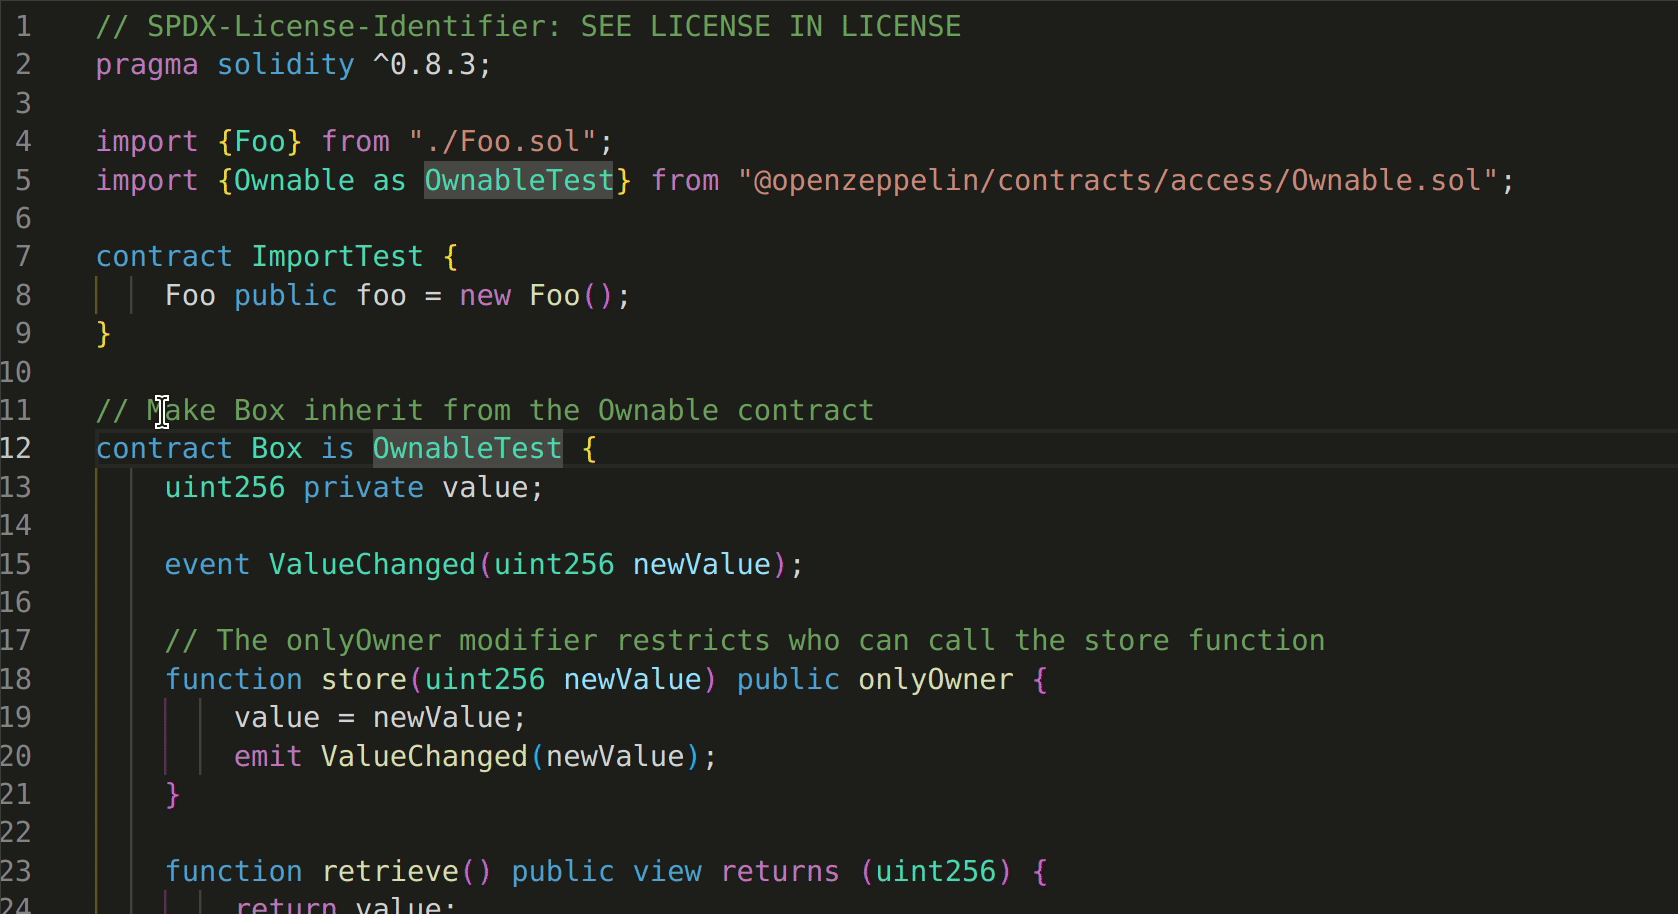 1 // SPDX-License-Identifier: SEE LICENSE IN LICENSE
2 pragma solidity ^0.8.3;
3
4 import {Foo} from "./Foo.sol";
5 import {Ownable as OwnableTest} from "@openzeppelin/contracts/access/Ownable.sol";
6
7 contract ImportTest {
8 Foo public foo = new Foo();
9 }
10
11 // Make Box inherit from the Ownable contract
12 contract Box is OwnableTest {
13 uint256 private value;
14
15 event ValueChanged(uint256 newValue);
16
17 // The onlyOwner modifier restricts who can call the store function
18 function store(uint256 newValue) public onlyOwner {
19 value = newValue;
20 emit ValueChanged(newValue);
21 }
22
23 function retrieve() public view returns (uint256) {
24 return value;